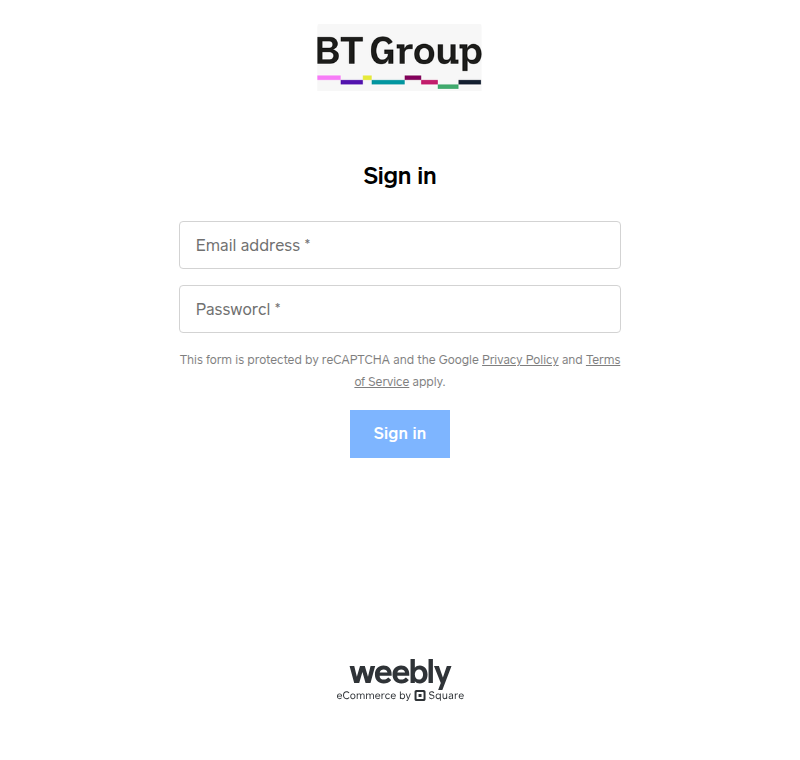 BT Group
Sign in
Email address *
Passworcl *
This form is protected by reCAPTCHA and the Google Privacy Policy and Terms
of Service apply.
Sign in
weebly
eCommerce by Square